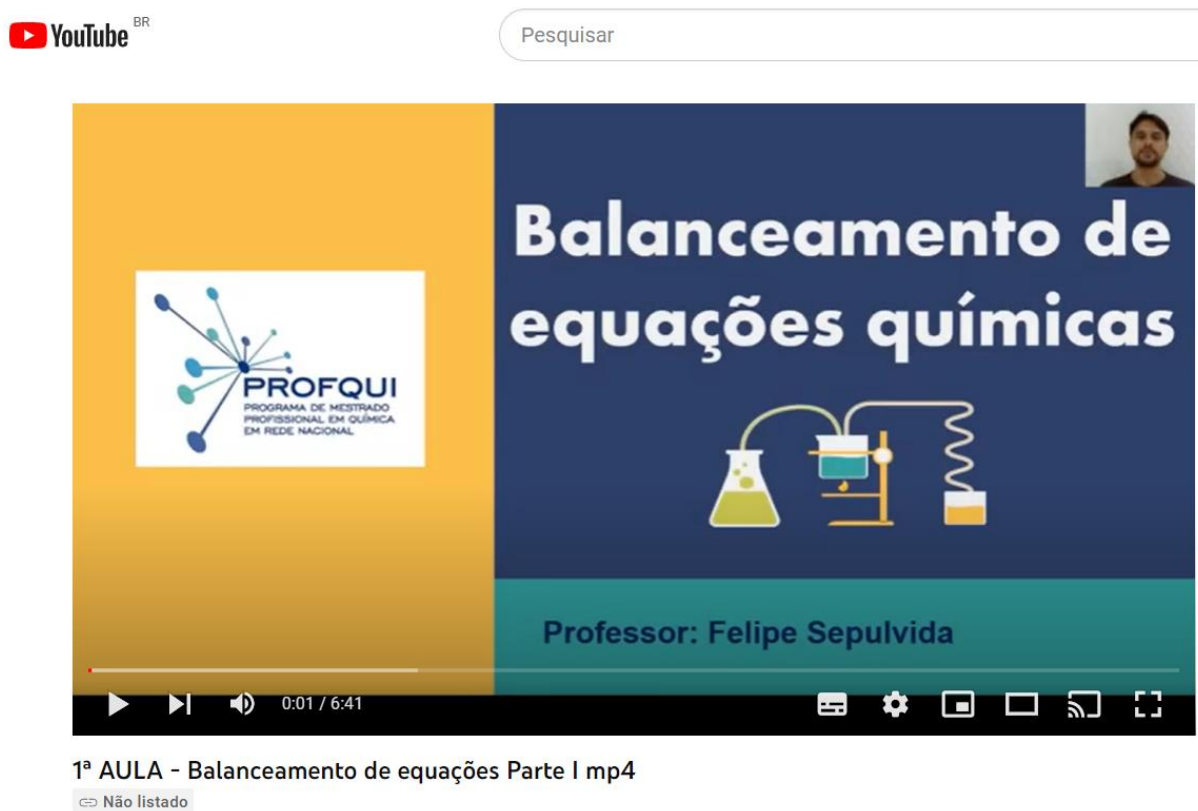 YouTube BR
Pesquisar
Balanceamento de
equações químicas
PROFQUI
PROGRAMA DE MESTRADO
PROFISSIONAL EM QUÍMICA
EM REDE NACIONAL
Professor: Felipe Sepulvida
0:01 / 6:41
1ª AULA - Balanceamento de equações Parte I mp4
Não listado